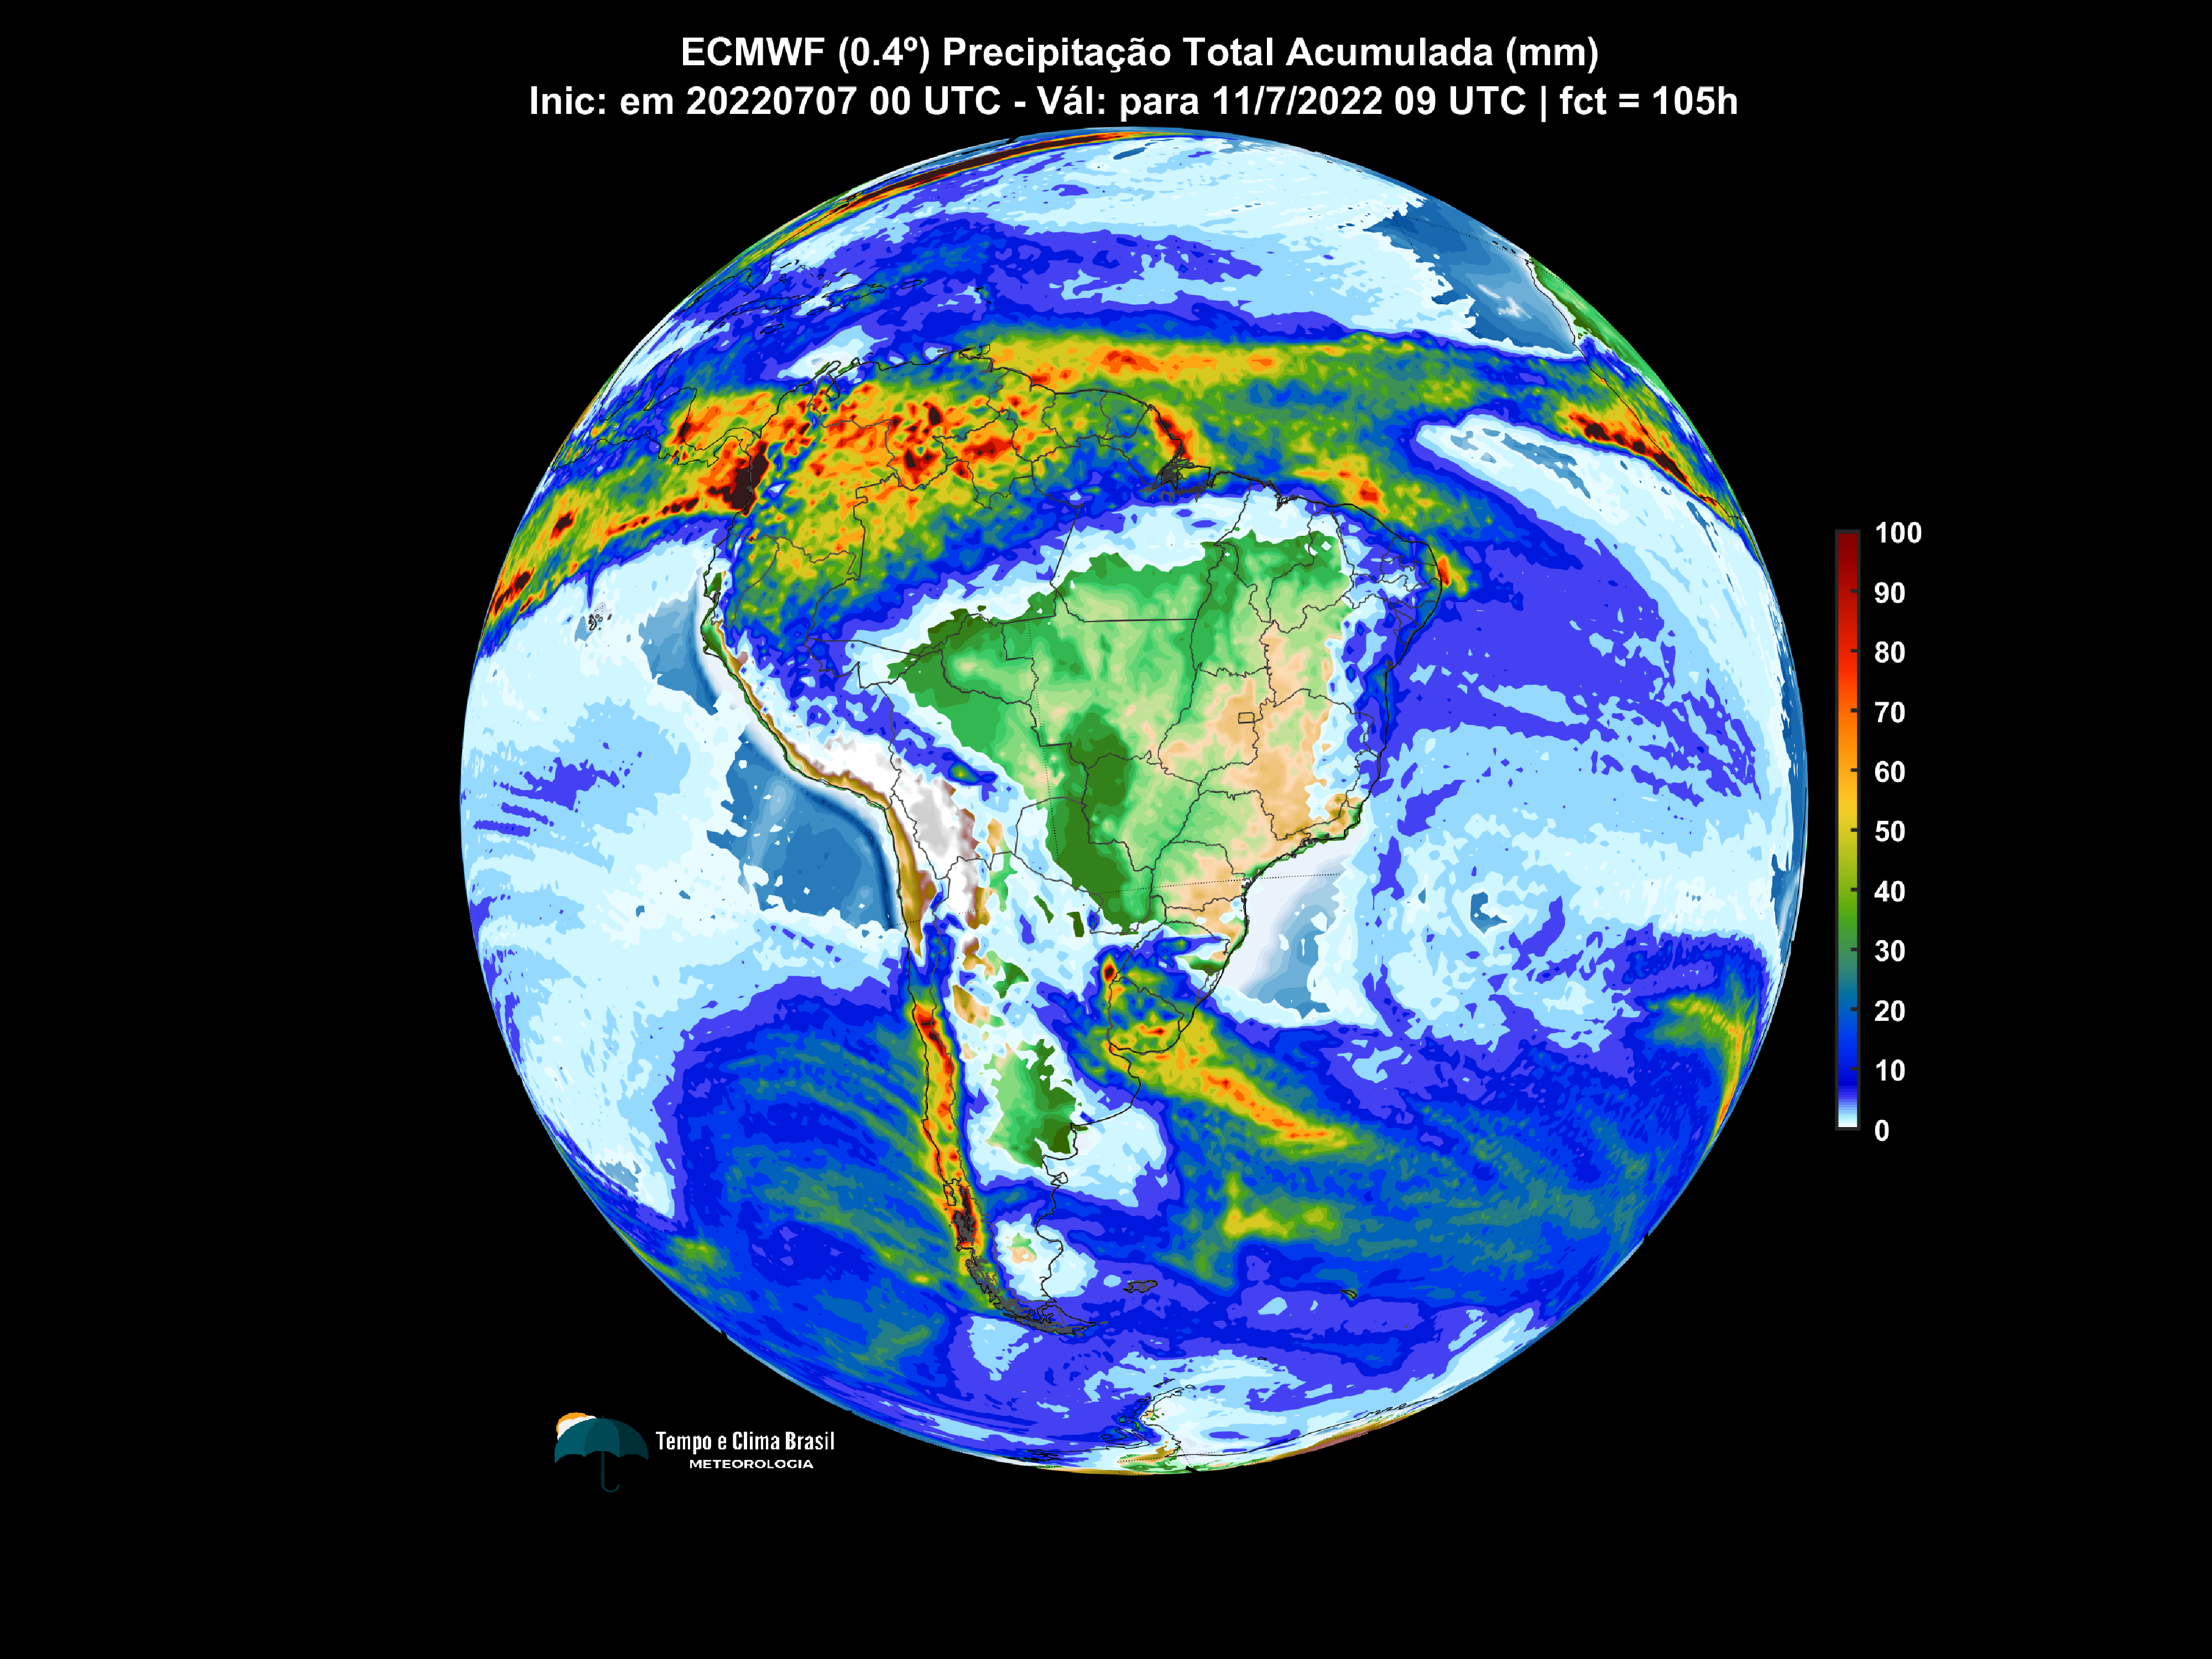 ECMWF (0.4º) Precipitação Total Acumulada (mm)
Inic: em 20220707 00 UTC - Vál: para 11/7/2022 09 UTC | fct = 105h
100
90
80
70
60
50
40
30
20
10
0
Tempo e Clima Brasil
METEOROLOGIA